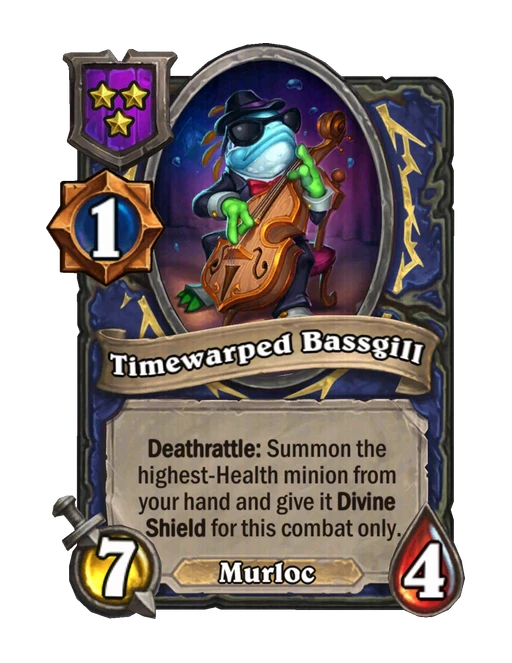 1
Timewarped Bassgill
Deathrattle: Summon the
highest-Health minion from
your hand and give it Divine
Shield for this combat only.
7
Murloc
4